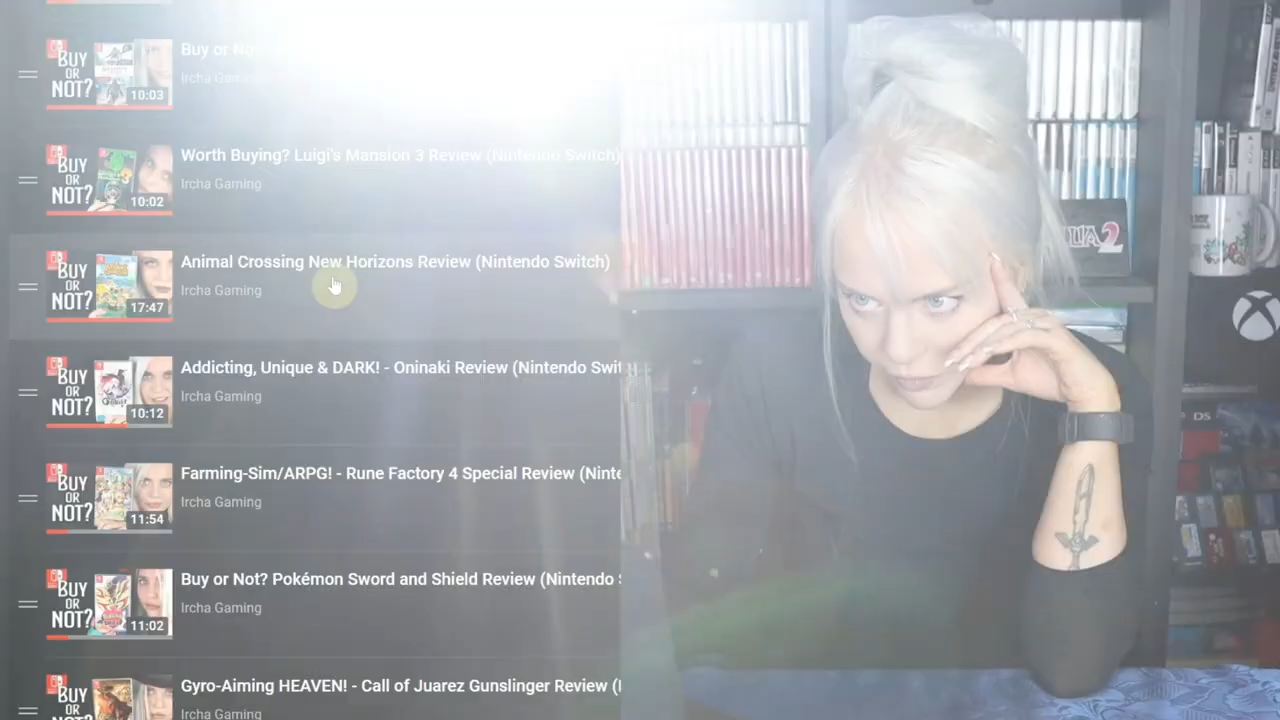 BUY
OR
NOT?
10:03
Buy or No
Ircha Gaming
BUY
OR
NOT?
10:02
Worth Buying? Luigi's Mansion 3 Review (Nintendo Switch)
Ircha Gaming
BUY
OR
NOT?
17:47
Animal Crossing New Horizons Review (Nintendo Switch)
Ircha Gaming
BUY
OR
NOT?
10:12
Addicting, Unique & DARK! - Oninaki Review (Nintendo Swit
Ircha Gaming
BUY
OR
NOT?
11:54
Farming-Sim/ARPG! - Rune Factory 4 Special Review (Ninte
Ircha Gaming
BUY
OR
NOT?
11:02
Buy or Not? Pokémon Sword and Shield Review (Nintendo
Ircha Gaming
BUY
OR
NOT?
Gyro-Aiming HEAVEN! - Call of Juarez Gunslinger Review (
Ircha Gaming
2
DS